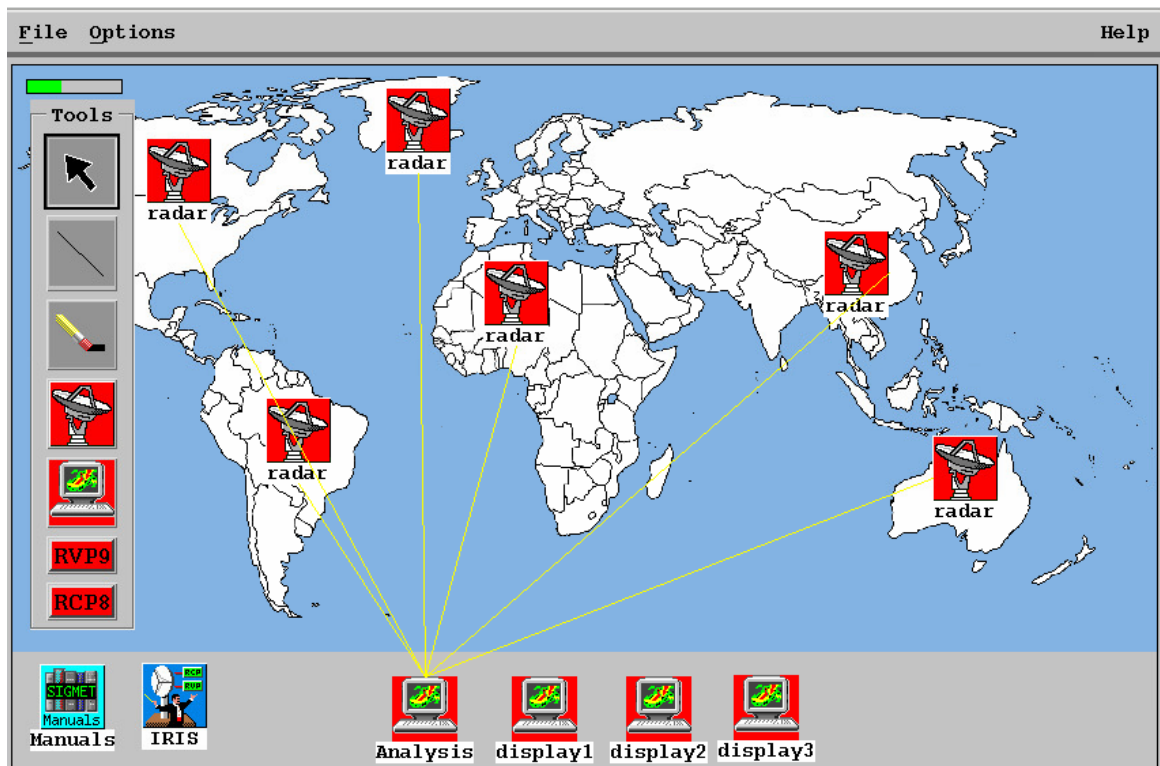 File Options Help
Tools
radar
radar
radar
radar
radar
radar
RVP9
RCP8
SIGMET
Manuals
Manuals
RCP
RVP
IRIS
Analysis
display1
display2
display3